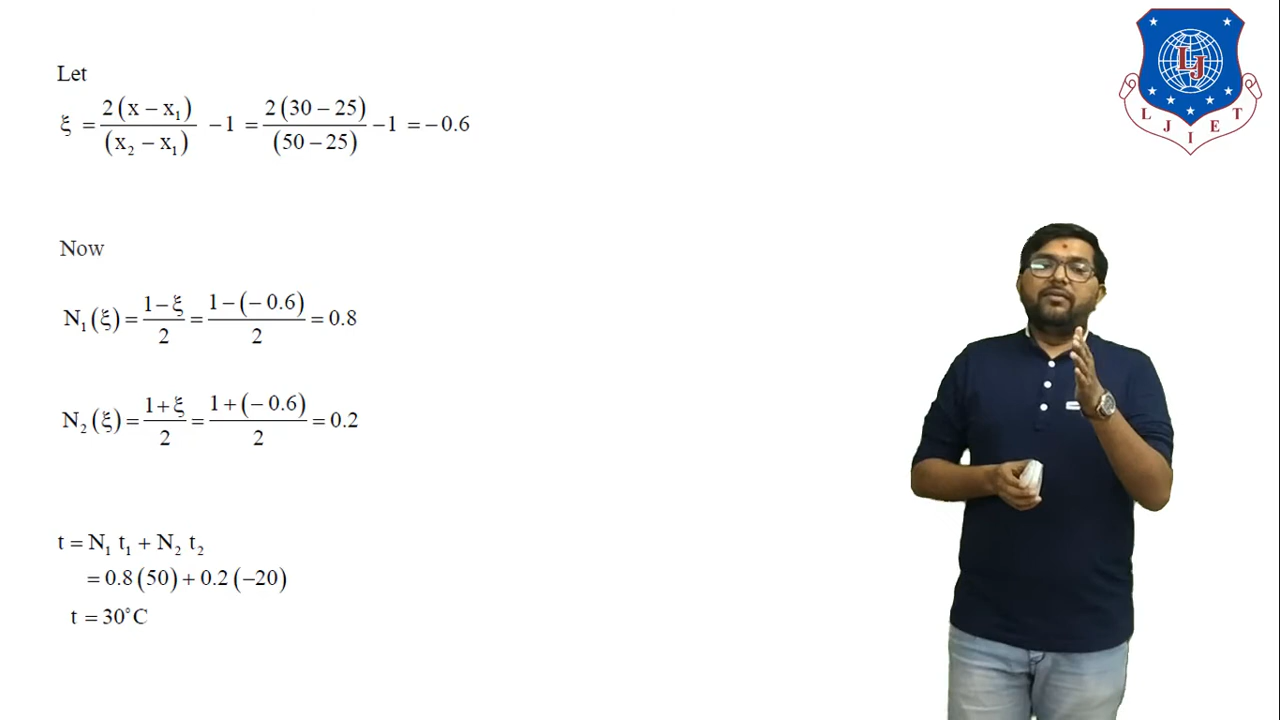 Let
ξ = 2(x − x₁) / (x₂ − x₁) − 1 = 2(30 − 25) / (50 − 25) − 1 = −0.6
Now
N₁(ξ) = 1−ξ / 2 = 1−(−0.6) / 2 = 0.8
N₂(ξ) = 1+ξ / 2 = 1+(−0.6) / 2 = 0.2
t = N₁ t₁ + N₂ t₂
= 0.8(50) + 0.2(−20)
t = 30°C
LJ
L J I E T